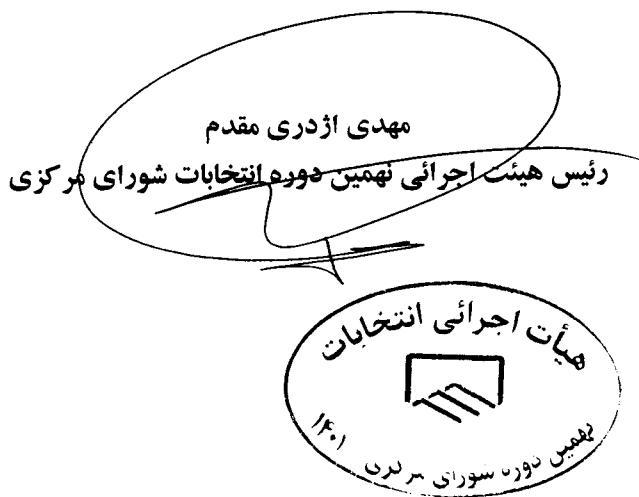 مهدی اژدری مقدم
رئیس هیئت اجرائی نهمین دوره انتخابات شورای مرکزی
هیأت اجرائی انتخابات
نهمین دوره شورای مرکزی ۱۴۰۱